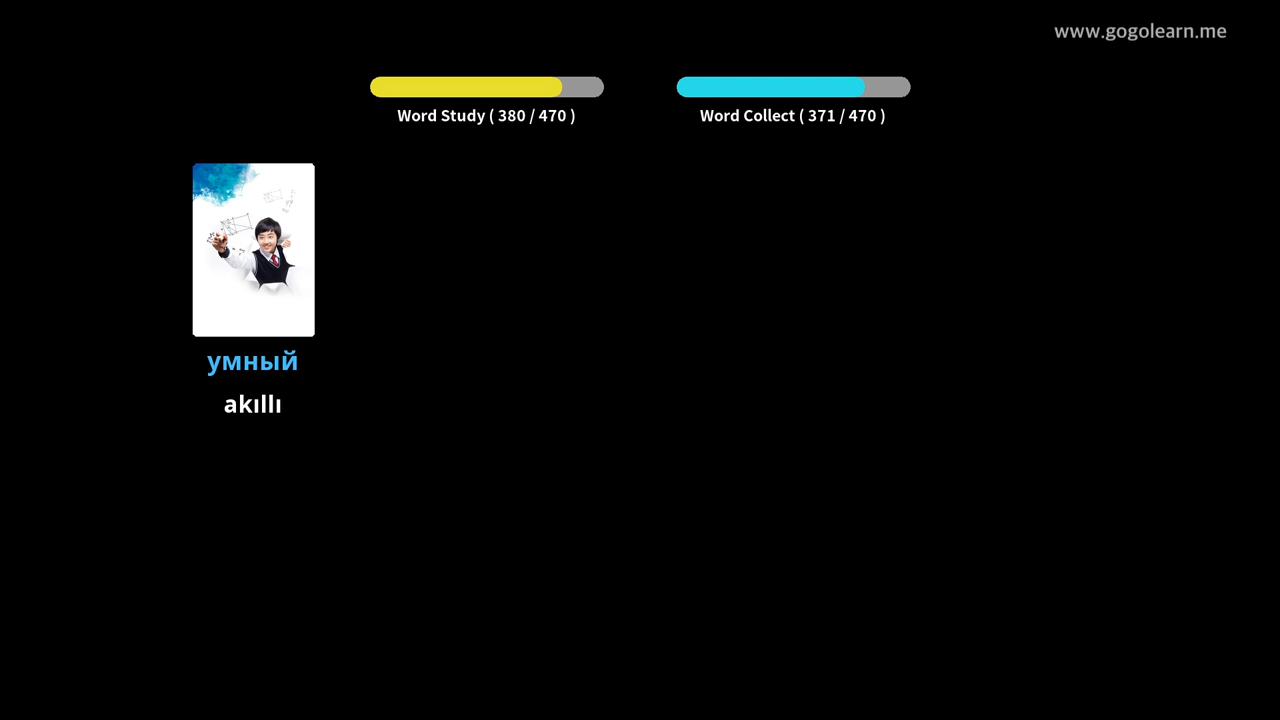 www.gogolearn.me
Word Study ( 380 / 470 )
Word Collect ( 371 / 470 )
умный
akıllı